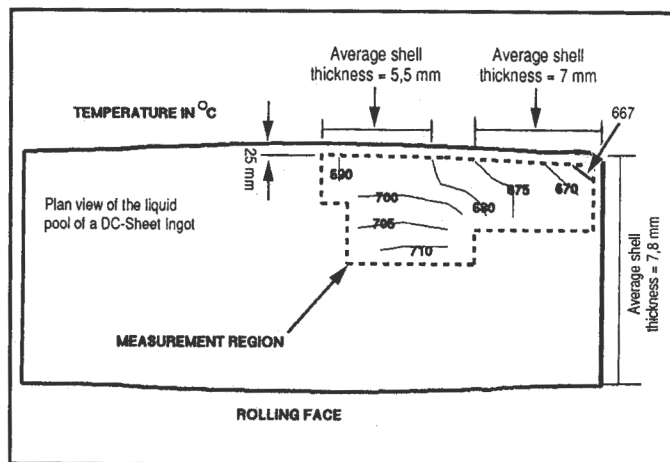 Average shell
thickness = 5,5 mm
Average shell
thickness = 7 mm
TEMPERATURE IN °C
667
25 mm
690
700
705
710
680
675
670
Plan view of the liquid
pool of a DC-Sheet Ingot
Average shell
thickness = 7,8 mm
MEASUREMENT REGION
ROLLING FACE